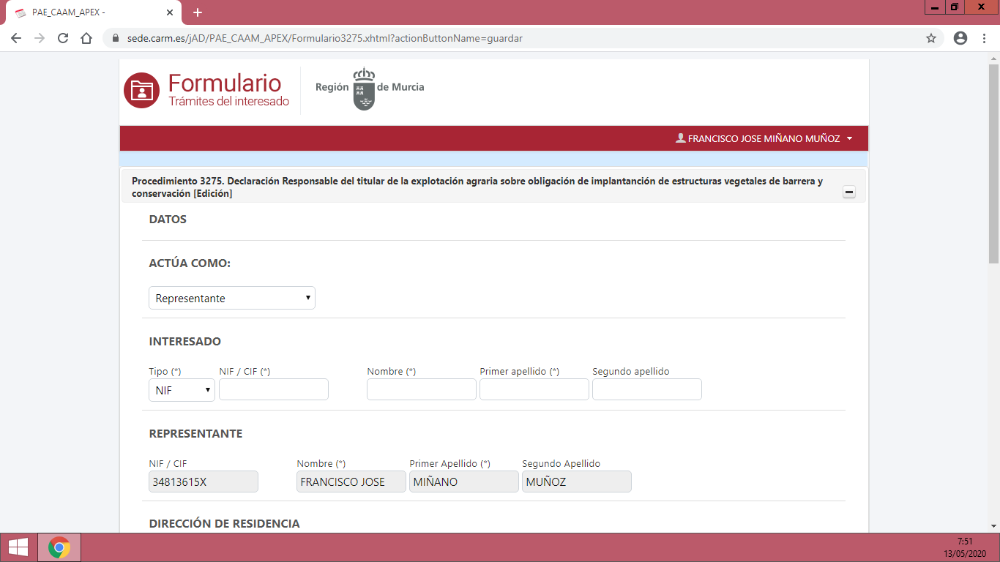 PAE_CAAM_APEX -
sede.carm.es/jAD/PAE_CAAM_APEX/Formulario3275.xhtml?actionButtonName=guardar
Formulario
Trámites del interesado
Región de Murcia
FRANCISCO JOSE MIÑANO MUÑOZ
Procedimiento 3275. Declaración Responsable del titular de la explotación agraria sobre obligación de implantanción de estructuras vegetales de barrera y
conservación [Edición]
DATOS
ACTÚA COMO:
Representante
INTERESADO
Tipo (*) NIF / CIF (*) Nombre (*) Primer apellido (*) Segundo apellido
NIF
REPRESENTANTE
NIF / CIF Nombre (*) Primer Apellido (*) Segundo Apellido
34813615X FRANCISCO JOSE MIÑANO MUÑOZ
DIRECCIÓN DE RESIDENCIA
7:51
13/05/2020